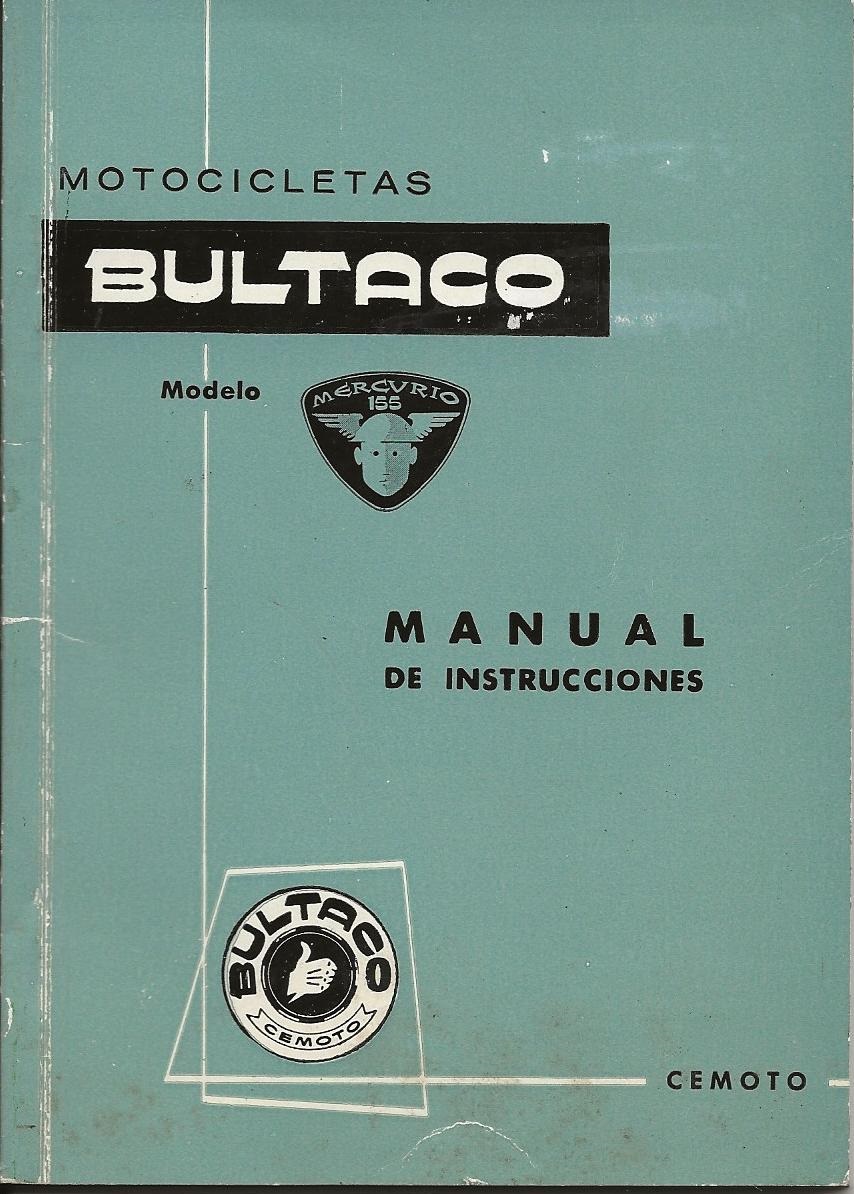 MOTOCICLETAS
BULTACO
Modelo
MERCVRIO
155
MANUAL
DE INSTRUCCIONES
BULTACO
CEMOTO
CEMOTO